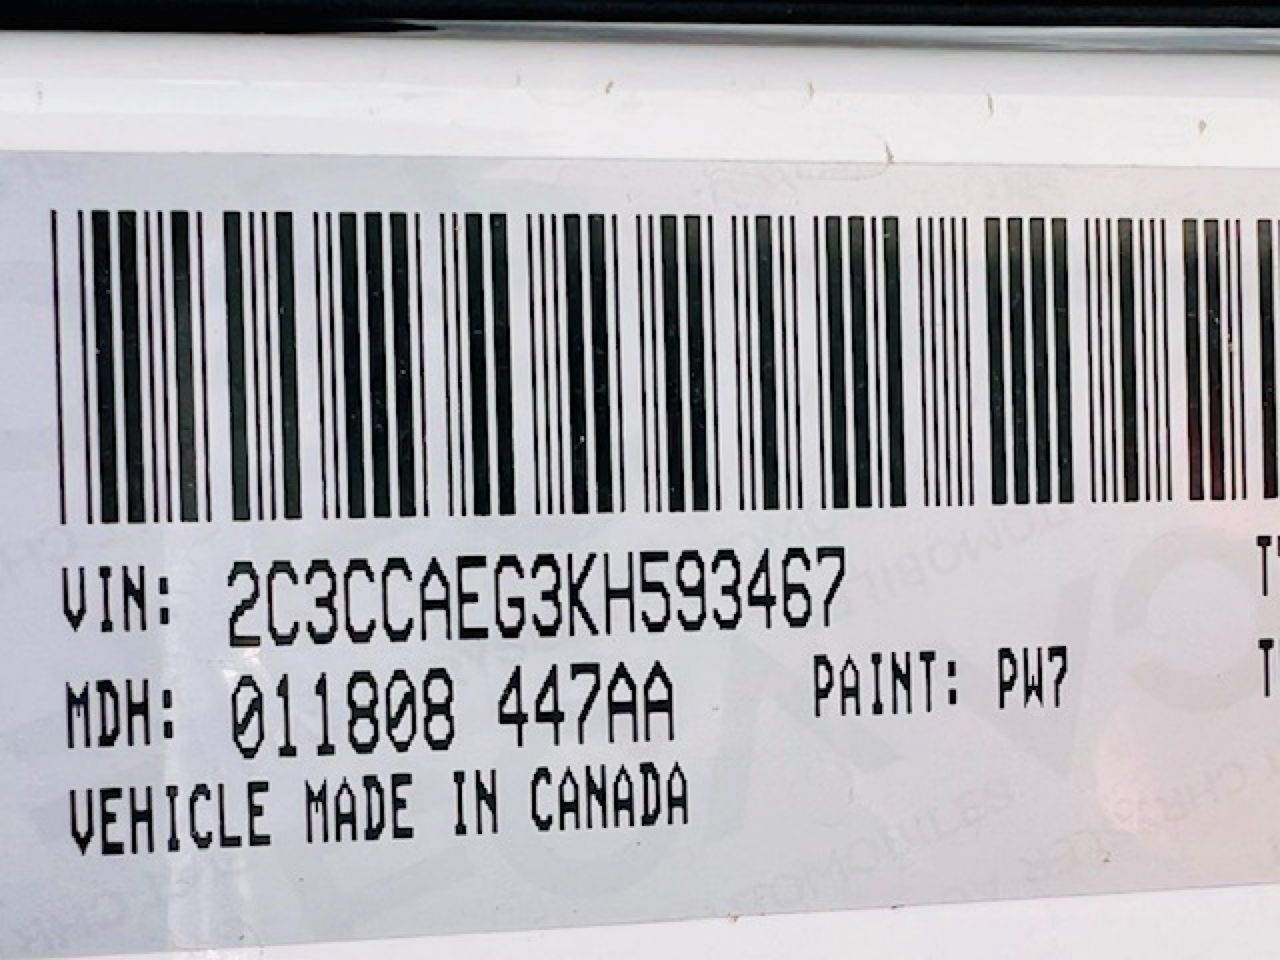 VIN: 2C3CCAEG3KH593467
MDH: 011808 447AA PAINT: PW7
VEHICLE MADE IN CANADA